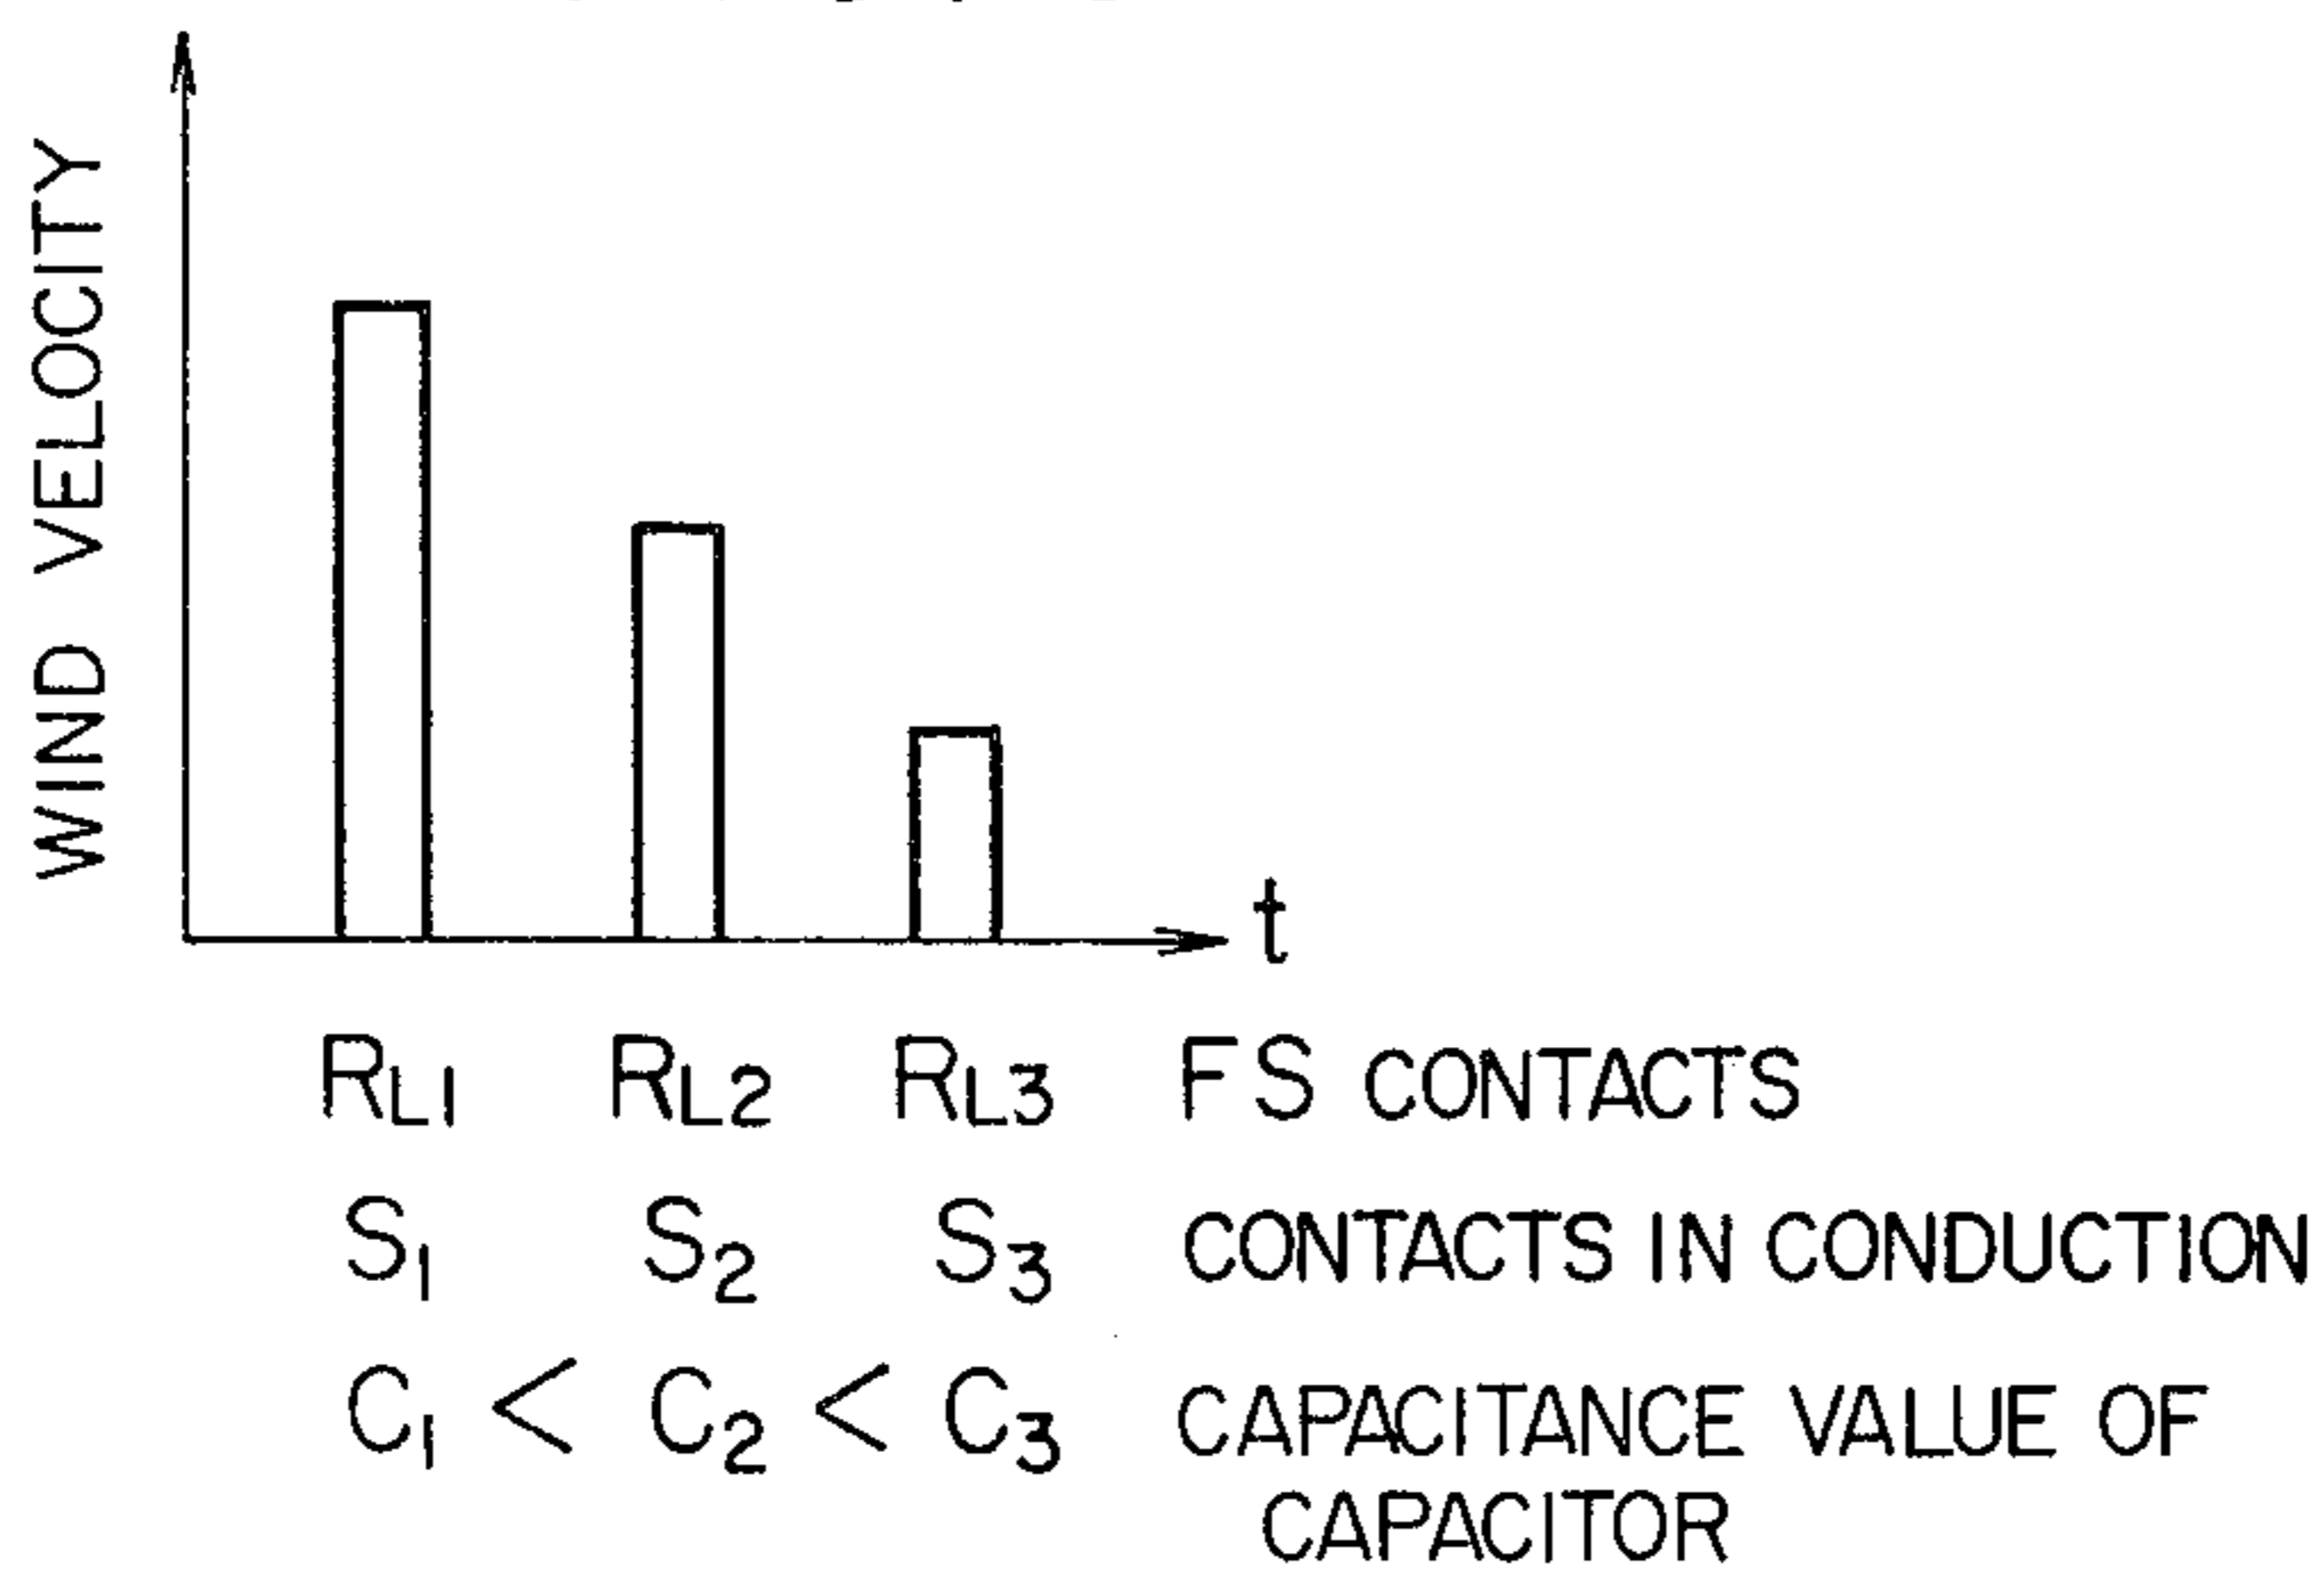 WIND VELOCITY
t
RL1 RL2 RL3 FS CONTACTS
S1 S2 S3 CONTACTS IN CONDUCTION
C1 < C2 < C3 CAPACITANCE VALUE OF
CAPACITOR